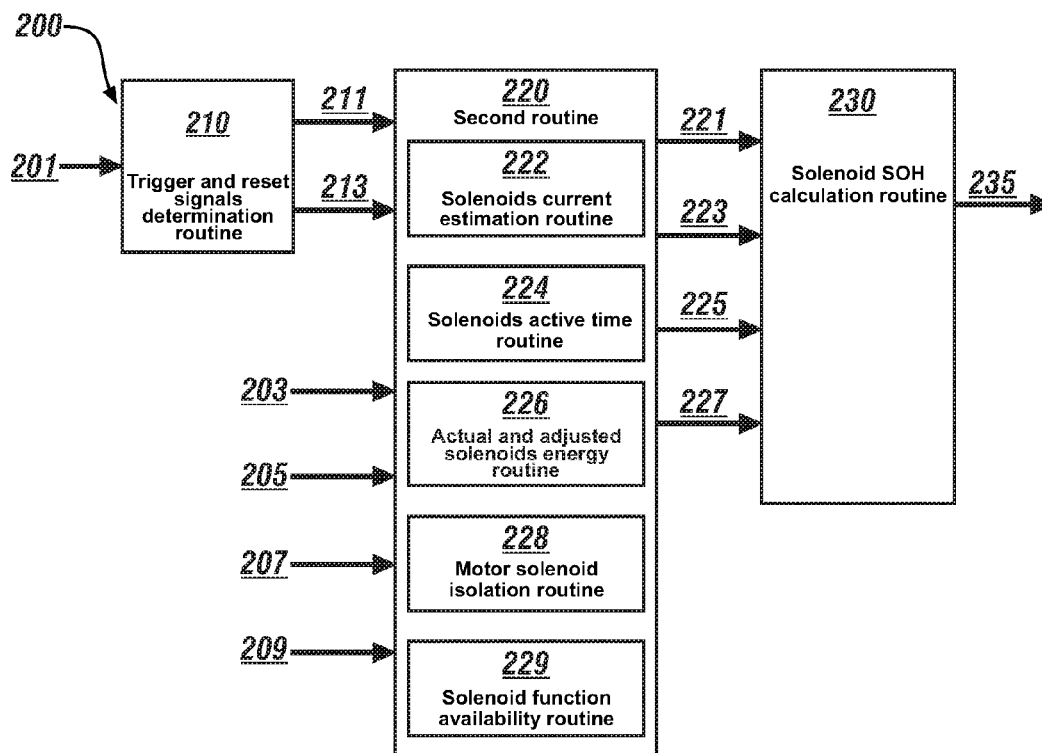 200
201
210
Trigger and reset
signals
determination
routine
211
213
203
205
207
209
220
Second routine
222
Solenoids current
estimation routine
224
Solenoids active time
routine
226
Actual and adjusted
solenoids energy
routine
228
Motor solenoid
isolation routine
229
Solenoid function
availability routine
221
223
225
227
230
Solenoid SOH
calculation routine
235